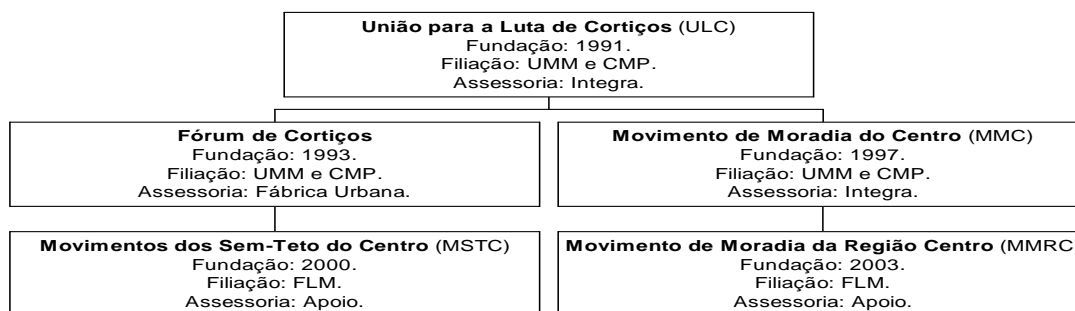 União para a Luta de Cortiços (ULC)
Fundação: 1991.
Filiação: UMM e CMP.
Assessoria: Integra.
Fórum de Cortiços
Fundação: 1993.
Filiação: UMM e CMP.
Assessoria: Fábrica Urbana.
Movimento de Moradia do Centro (MMC)
Fundação: 1997.
Filiação: UMM e CMP.
Assessoria: Integra.
Movimentos dos Sem-Teto do Centro (MSTC)
Fundação: 2000.
Filiação: FLM.
Assessoria: Apoio.
Movimento de Moradia da Região Centro (MMRC)
Fundação: 2003.
Filiação: FLM.
Assessoria: Apoio.